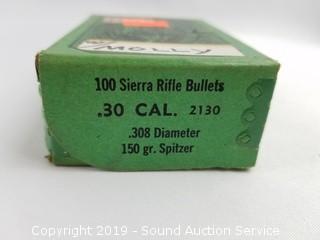 W/ MOLLY
100 Sierra Rifle Bullets
.30 CAL. 2130
.308 Diameter
150 gr. Spitzer
Copyright 2019 - Sound Auction Service